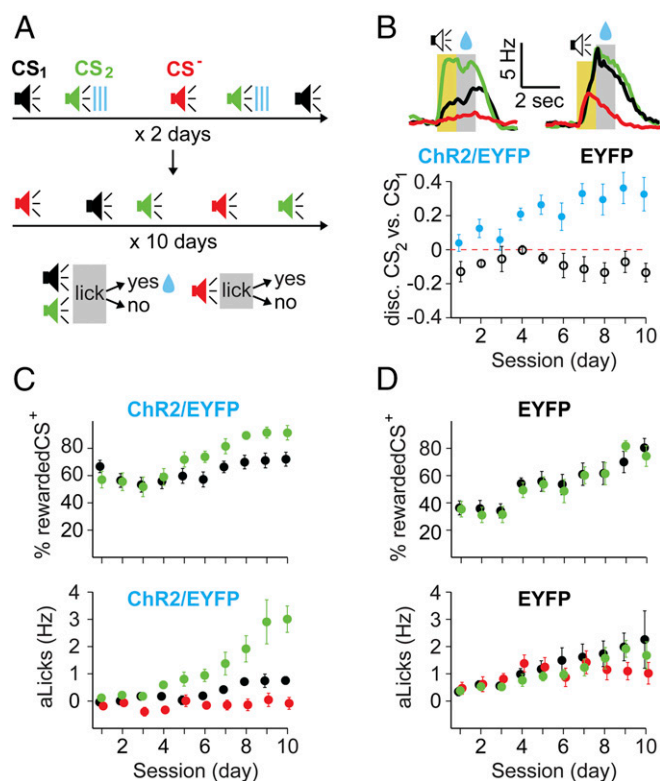 A
CS1 CS2 CS-
x 2 days
x 10 days
lick yes no
lick yes no
B
5 Hz
2 sec
ChR2/EYFP EYFP
disc. CS2 vs. CS1
0.4
0.2
0
-0.2
-0.4
2 4 6 8 10
Session (day)
C
ChR2/EYFP
% rewardedCS+
80
60
40
20
ChR2/EYFP
aLicks (Hz)
4
3
2
1
0
2 4 6 8 10
Session (day)
D
EYFP
% rewardedCS+
80
60
40
20
EYFP
aLicks (Hz)
4
3
2
1
0
2 4 6 8 10
Session (day)